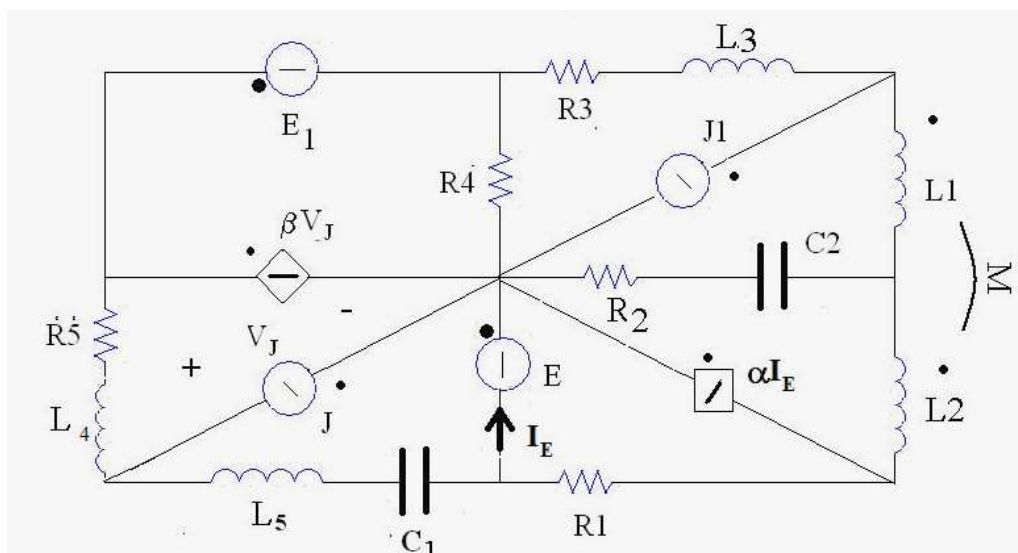 L3
E1
R3
J1
R4
L1
βVJ
C2
M
R5
-
R2
VJ
+
E
αIE
L2
L4
J
IE
L5
R1
C1